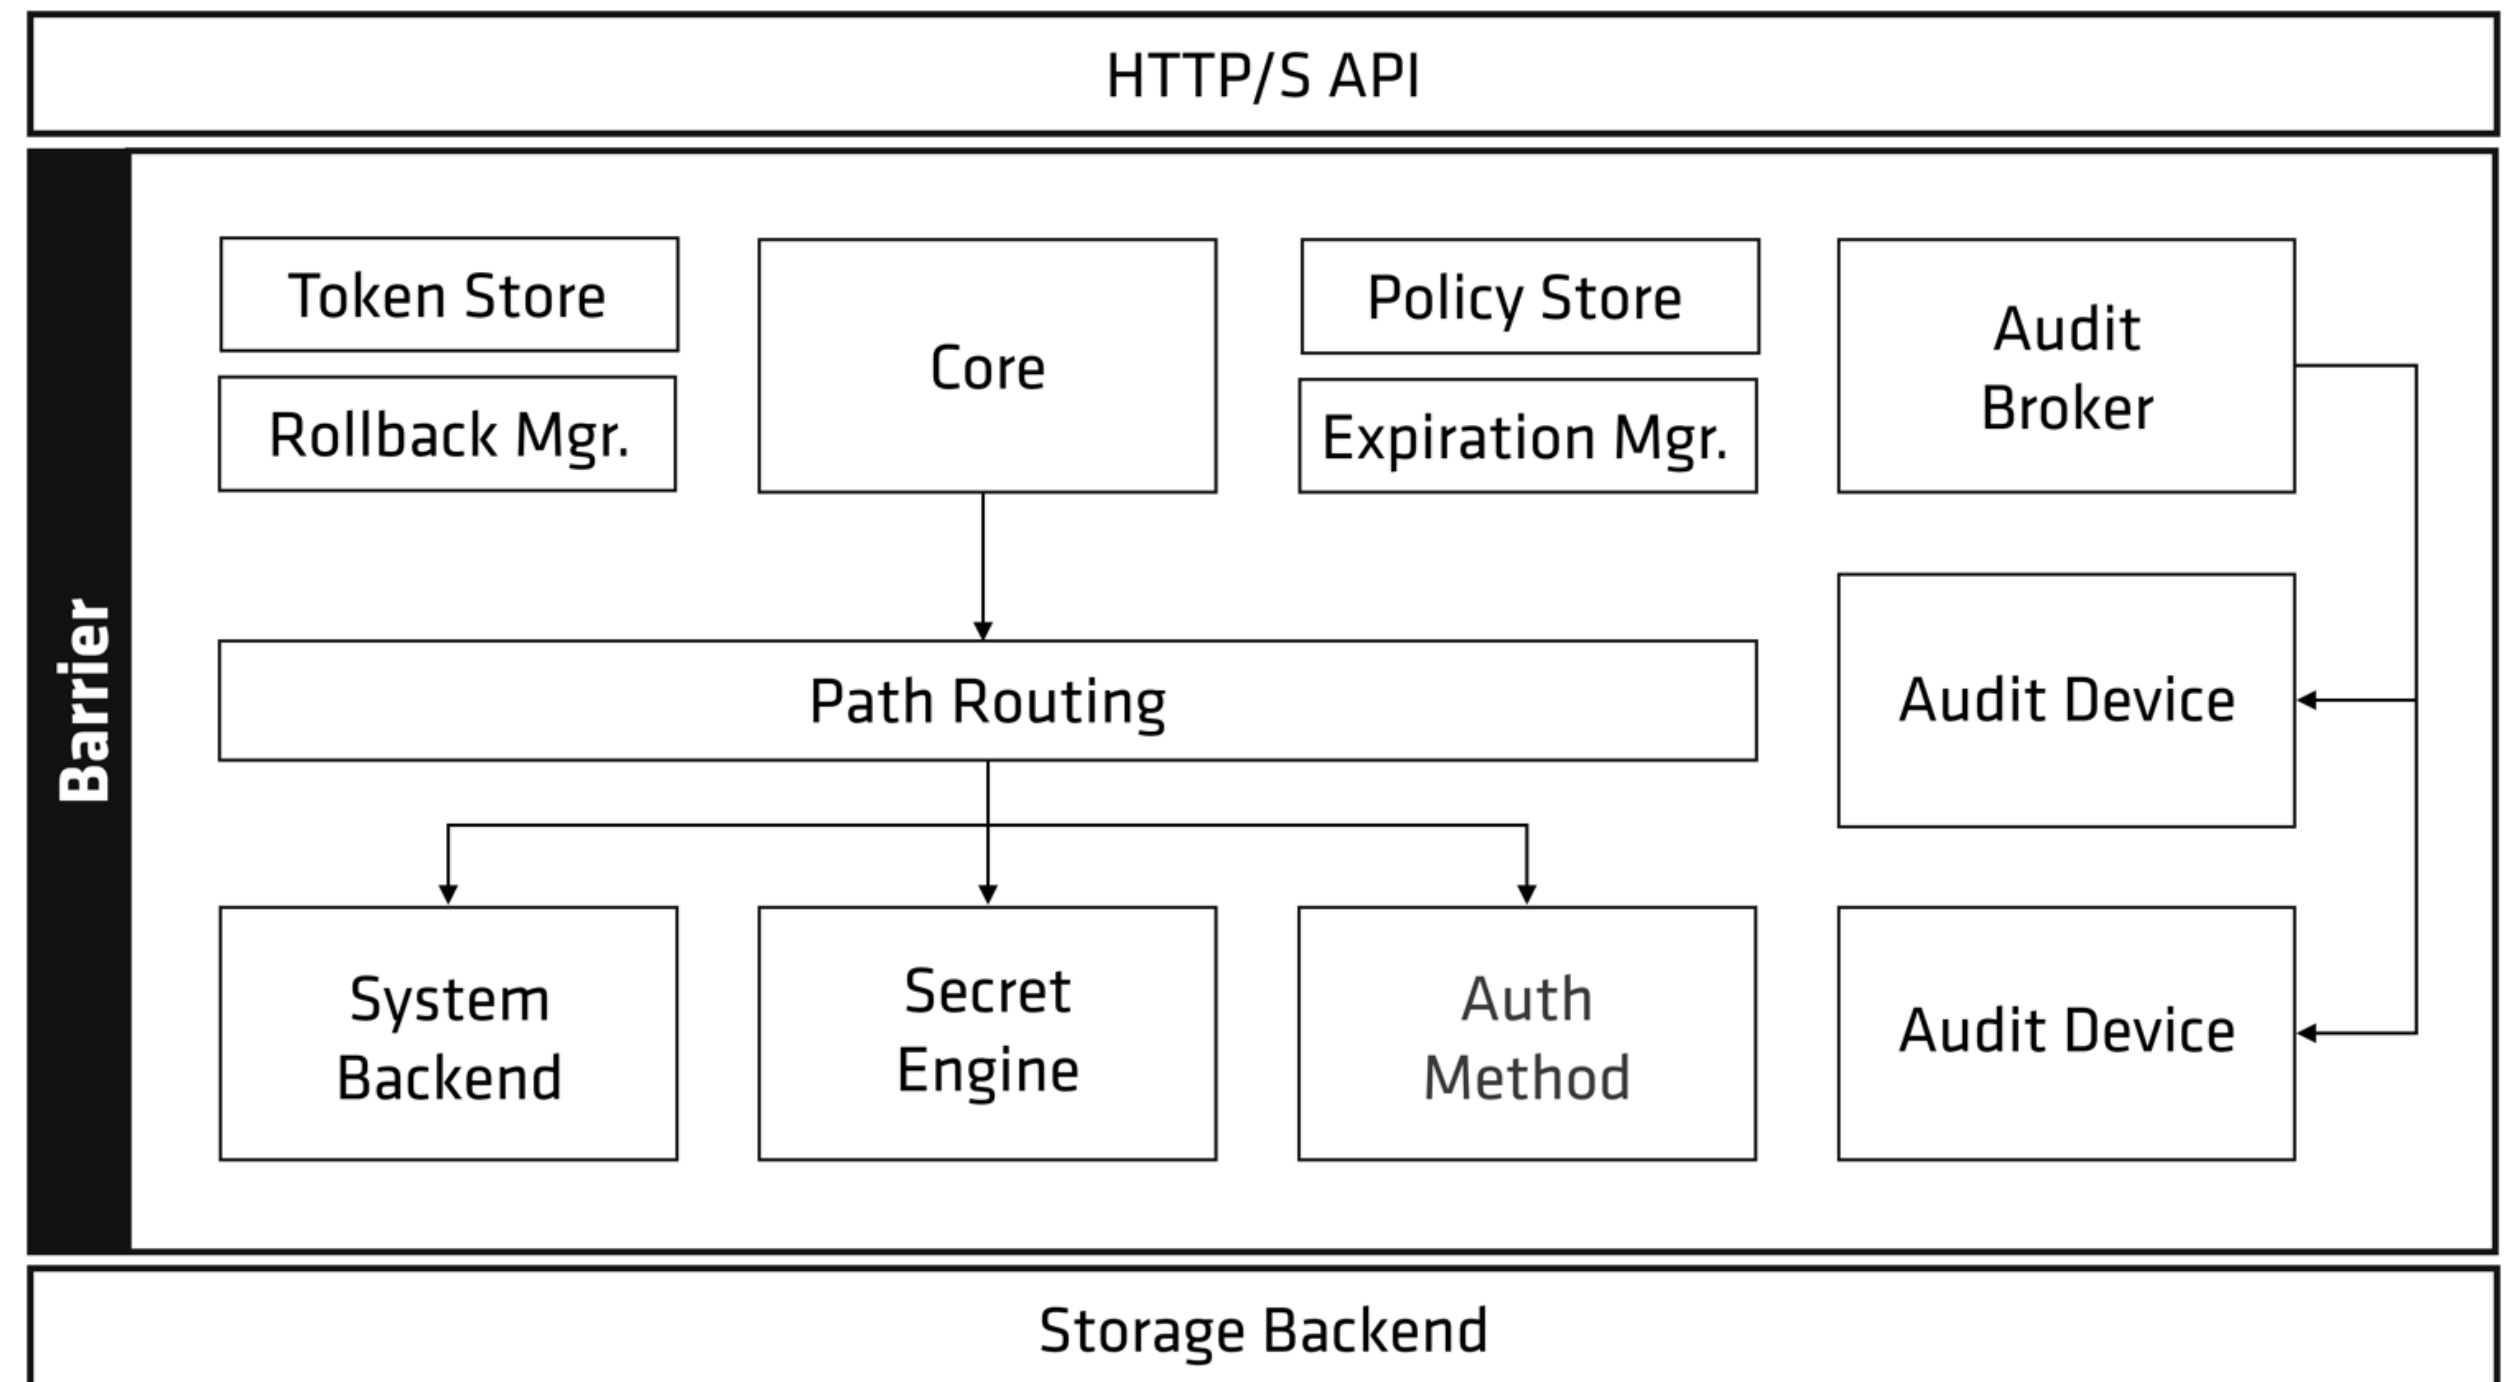 HTTP/S API
Barrier
Token Store
Rollback Mgr.
Core
Policy Store
Expiration Mgr.
Audit
Broker
Path Routing
Audit Device
System
Backend
Secret
Engine
Auth
Method
Audit Device
Storage Backend